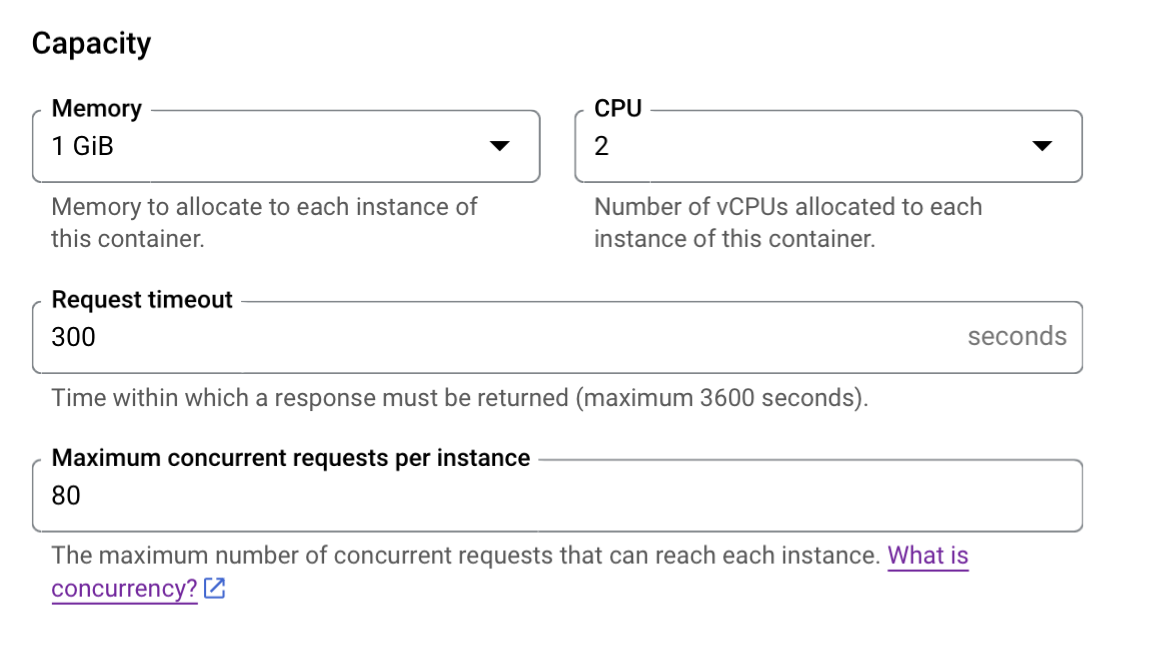 Capacity
Memory
1 GiB
Memory to allocate to each instance of
this container.
CPU
2
Number of vCPUs allocated to each
instance of this container.
Request timeout
300
seconds
Time within which a response must be returned (maximum 3600 seconds).
Maximum concurrent requests per instance
80
The maximum number of concurrent requests that can reach each instance. What is
concurrency?